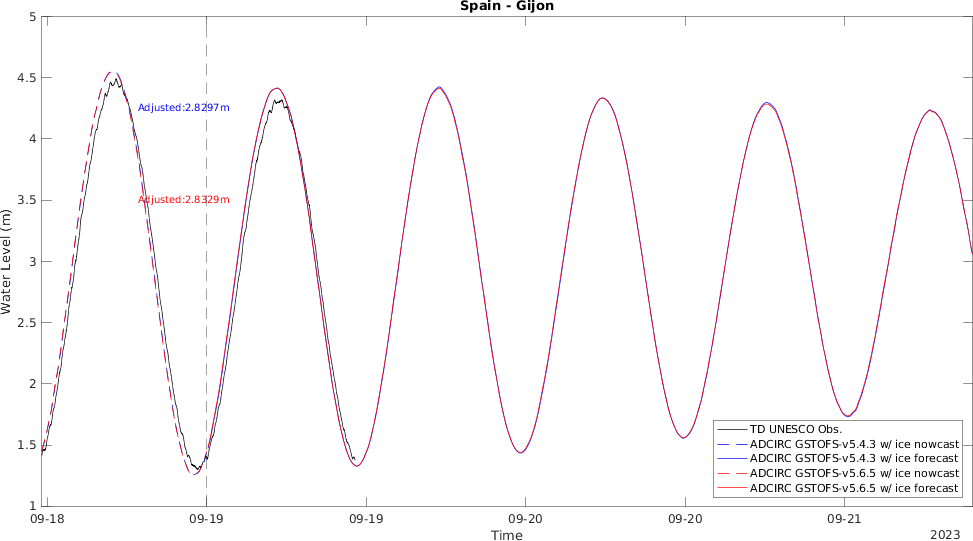 Spain - Gijon
5
4.5
4
3.5
3
2.5
2
1.5
1
Water Level (m)
Adjusted:2.8297m
Adjusted:2.8329m
TD UNESCO Obs.
ADCIRC GSTOFS-v5.4.3 w/ ice nowcast
ADCIRC GSTOFS-v5.4.3 w/ ice forecast
ADCIRC GSTOFS-v5.6.5 w/ ice nowcast
ADCIRC GSTOFS-v5.6.5 w/ ice forecast
09-18 09-19 09-19 09-20 09-20 09-21
Time
2023